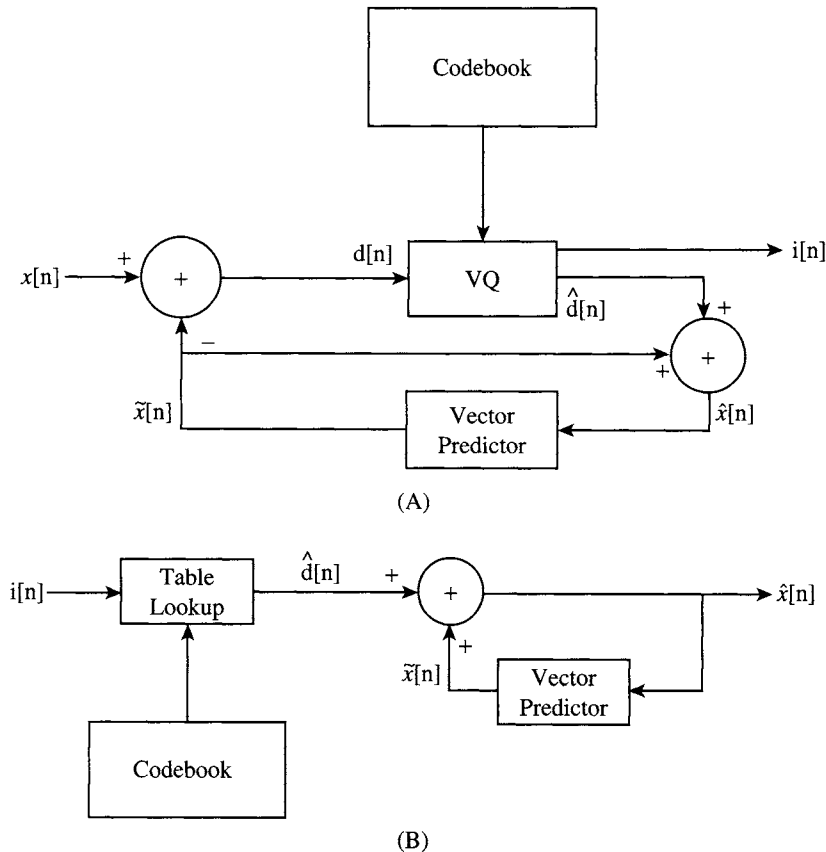 Codebook
x[n]
+
+
d[n]
VQ
i[n]
d̂[n]
+
+
+
−
x̃[n]
Vector
Predictor
x̂[n]
(A)
i[n]
Table
Lookup
d̂[n]
+
+
x̂[n]
+
x̃[n]
Vector
Predictor
Codebook
(B)